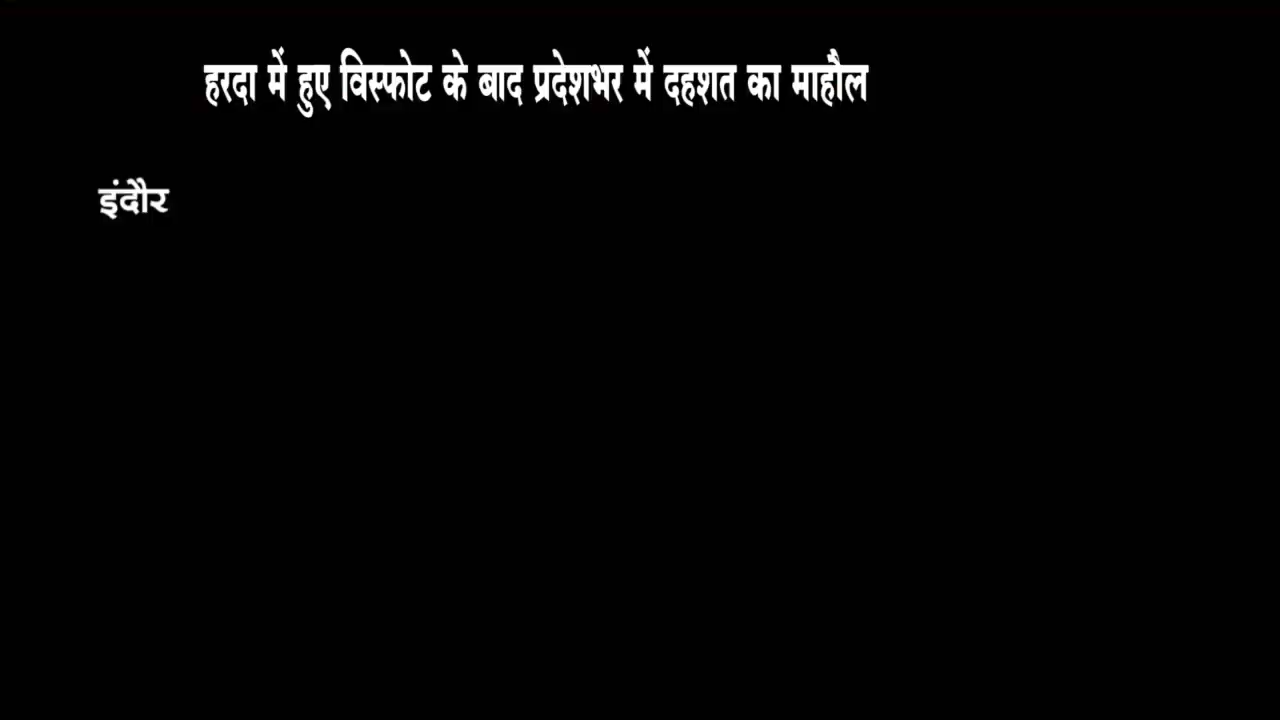 हरदा में हुए विस्फोट के बाद प्रदेशभर में दहशत का माहौल
इंदौर